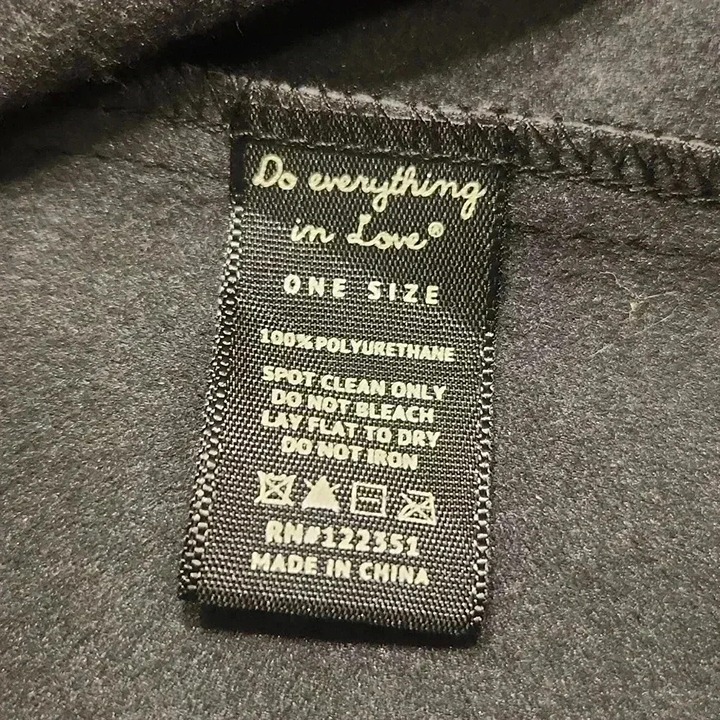 Do everything
in Love®
ONE SIZE
100% POLYURETHANE
SPOT CLEAN ONLY
DO NOT BLEACH
LAY FLAT TO DRY
DO NOT IRON
RN#122351
MADE IN CHINA